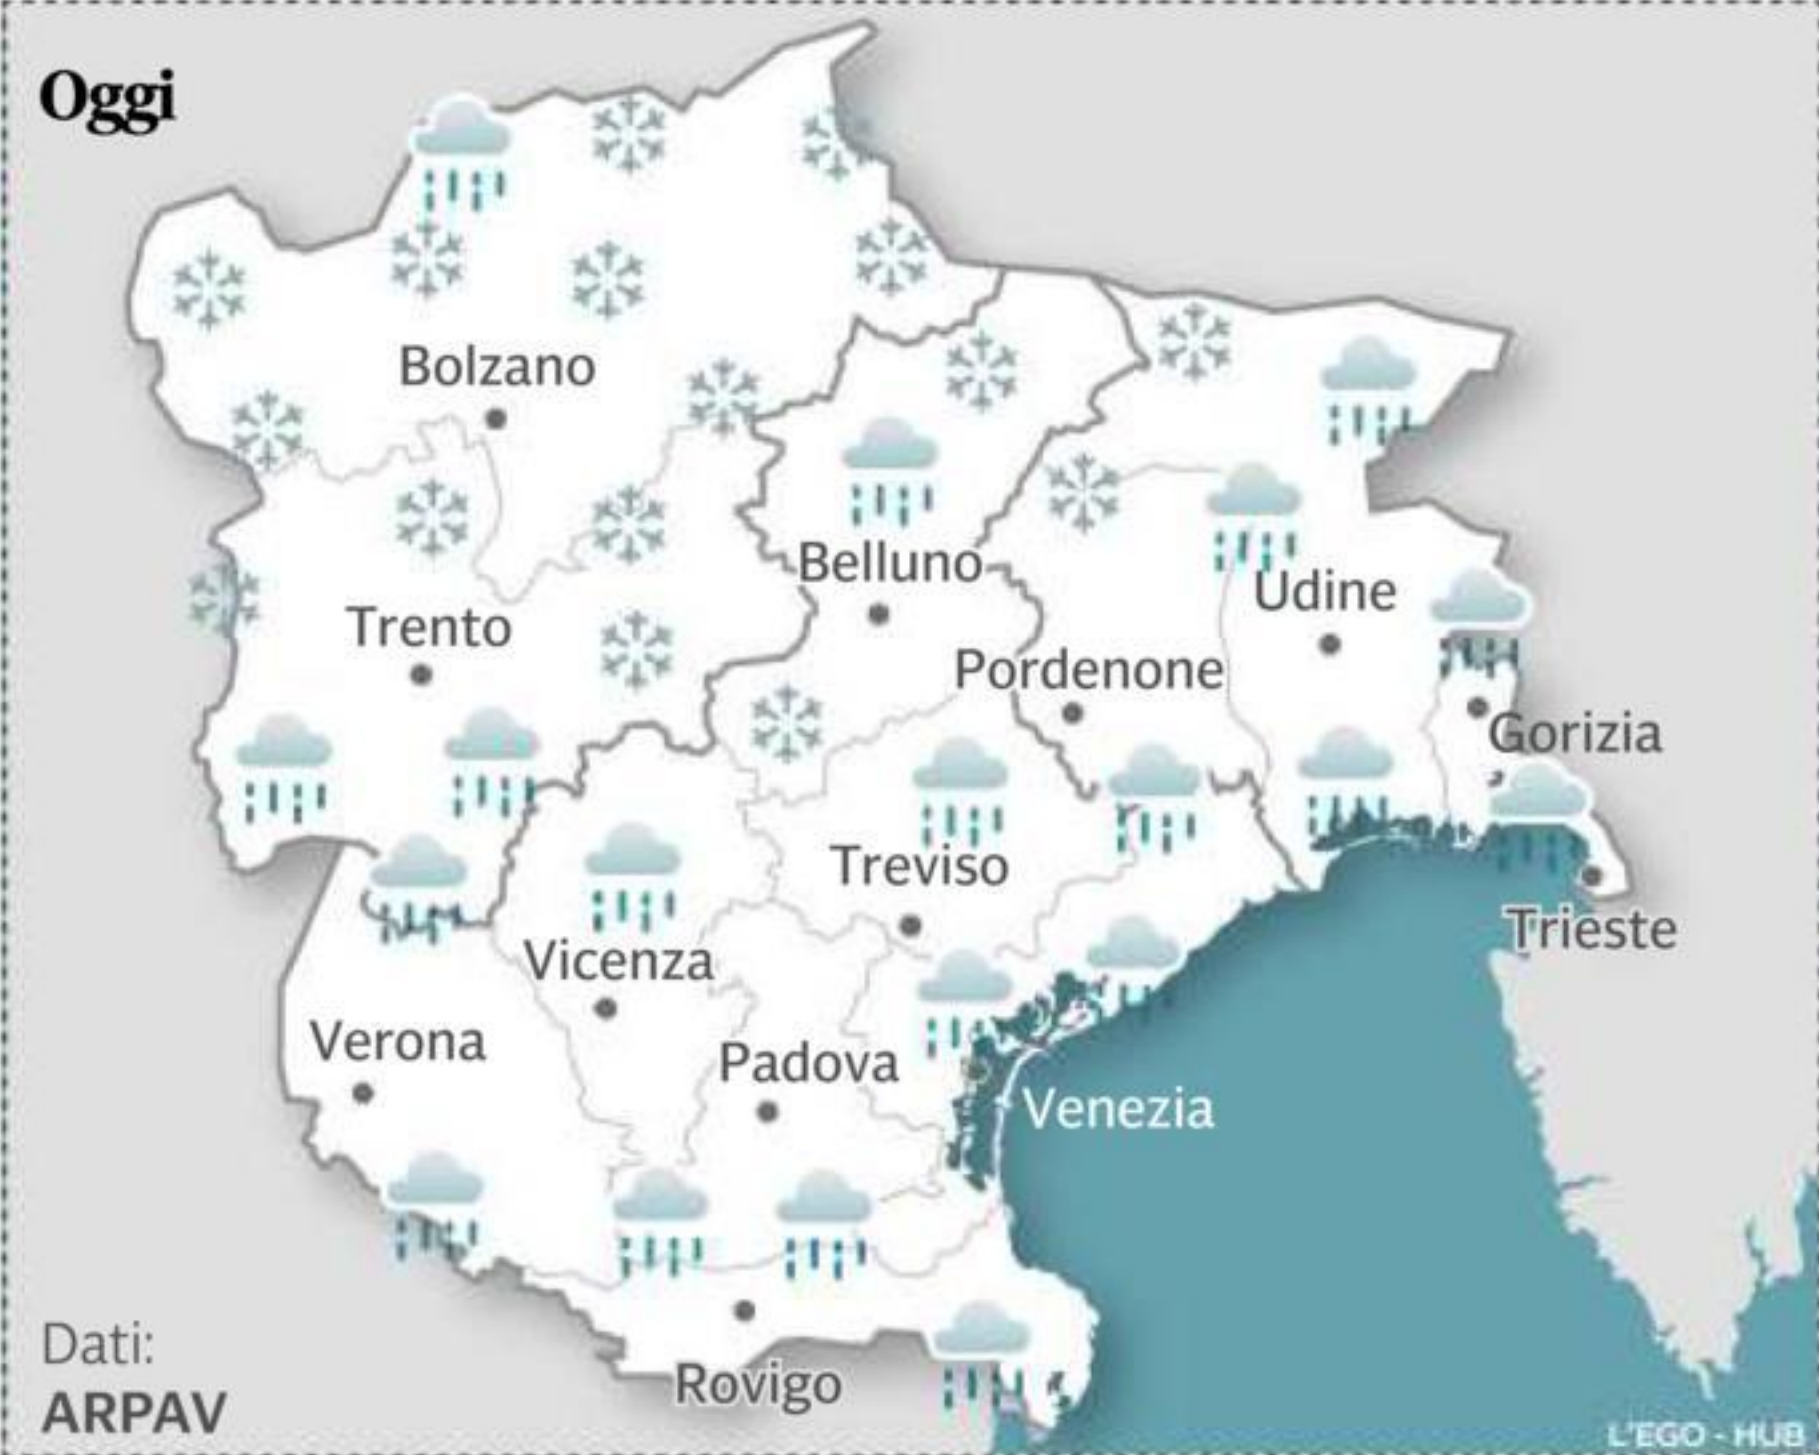 Oggi
Bolzano
Belluno
Trento
Udine
Pordenone
Gorizia
Treviso
Trieste
Vicenza
Verona
Padova
Venezia
Rovigo
Dati:
ARPAV
L'EGO - HUB